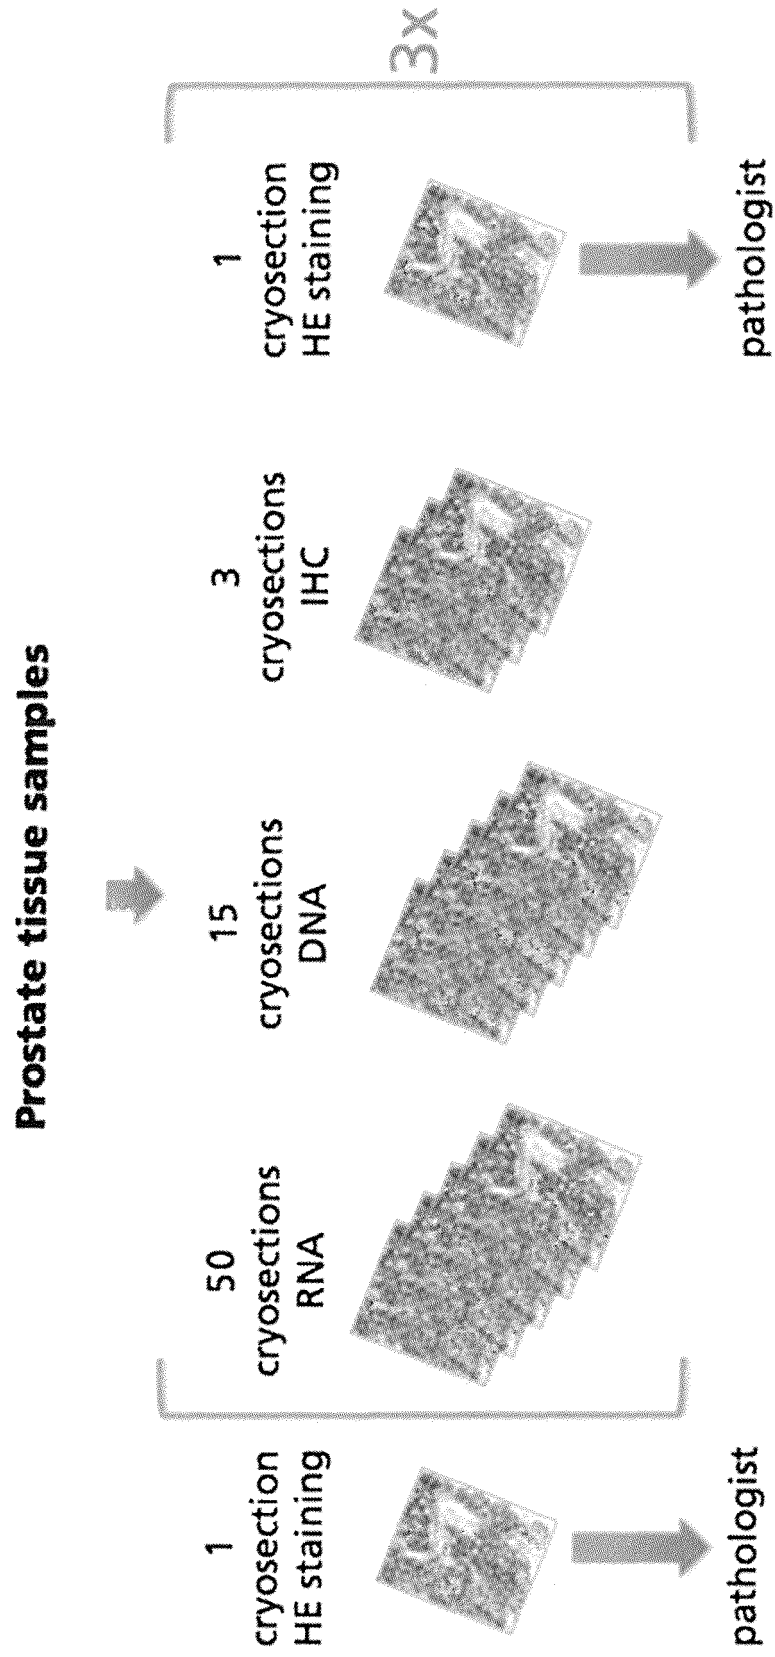 Prostate tissue samples
1
cryosection
HE staining
pathologist
50
cryosections
RNA
15
cryosections
DNA
3
cryosections
IHC
1
cryosection
HE staining
pathologist
3x